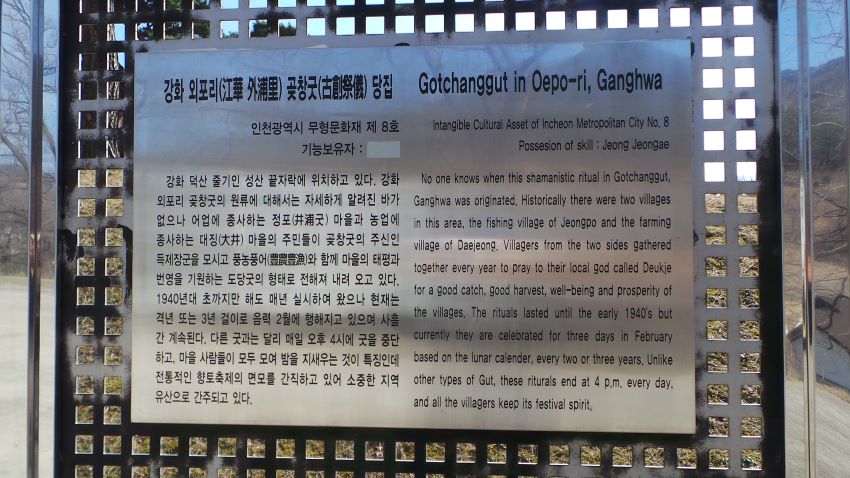 강화 외포리(江華 外浦里) 곶창굿(古創祭儀) 당집
인천광역시 무형문화재 제 8호
기능보유자 :
강화 덕산 줄기인 성산 끝자락에 위치하고 있다. 강화
외포리 곶창굿의 원류에 대해서는 자세하게 알려진 바가
없으나 어업에 종사하는 정포(井浦굿) 마을과 농업에
종사하는 대정(大井) 마을의 주민들이 곶창굿의 주신인
득제장군을 모시고 풍농풍어(豊農豊漁)와 함께 마을의 태평과
번영을 기원하는 도당굿의 형태로 전해져 내려 오고 있다.
1940년대 초까지만 해도 매년 실시하여 왔으나 현재는
격년 또는 3년 걸이로 음력 2월에 행해지고 있으며 사흘
간 계속된다. 다른 굿과는 달리 매일 오후 4시에 굿을 중단
하고, 마을 사람들이 모두 모여 밤을 지새우는 것이 특징인데
전통적인 향토축제의 면모를 간직하고 있어 소중한 지역
유산으로 간주되고 있다.
Gotchanggut in Oepo-ri, Ganghwa
Intangible Cultural Asset of Incheon Metropolitan City No. 8
Possesion of skill : Jeong Jeongae
No one knows when this shamanistic ritual in Gotchanggut,
Ganghwa was originated. Historically there were two villages
in this area, the fishing village of Jeongpo and the farming
village of Daejeong. Villagers from the two sides gathered
together every year to pray to their local god called Deukje
for a good catch, good harvest, well-being and prosperity of
the villages. The rituals lasted until the early 1940's but
currently they are celebrated for three days in February
based on the lunar calender, every two or three years. Unlike
other types of Gut, these riturals end at 4 p.m. every day,
and all the villagers keep its festival spirit.